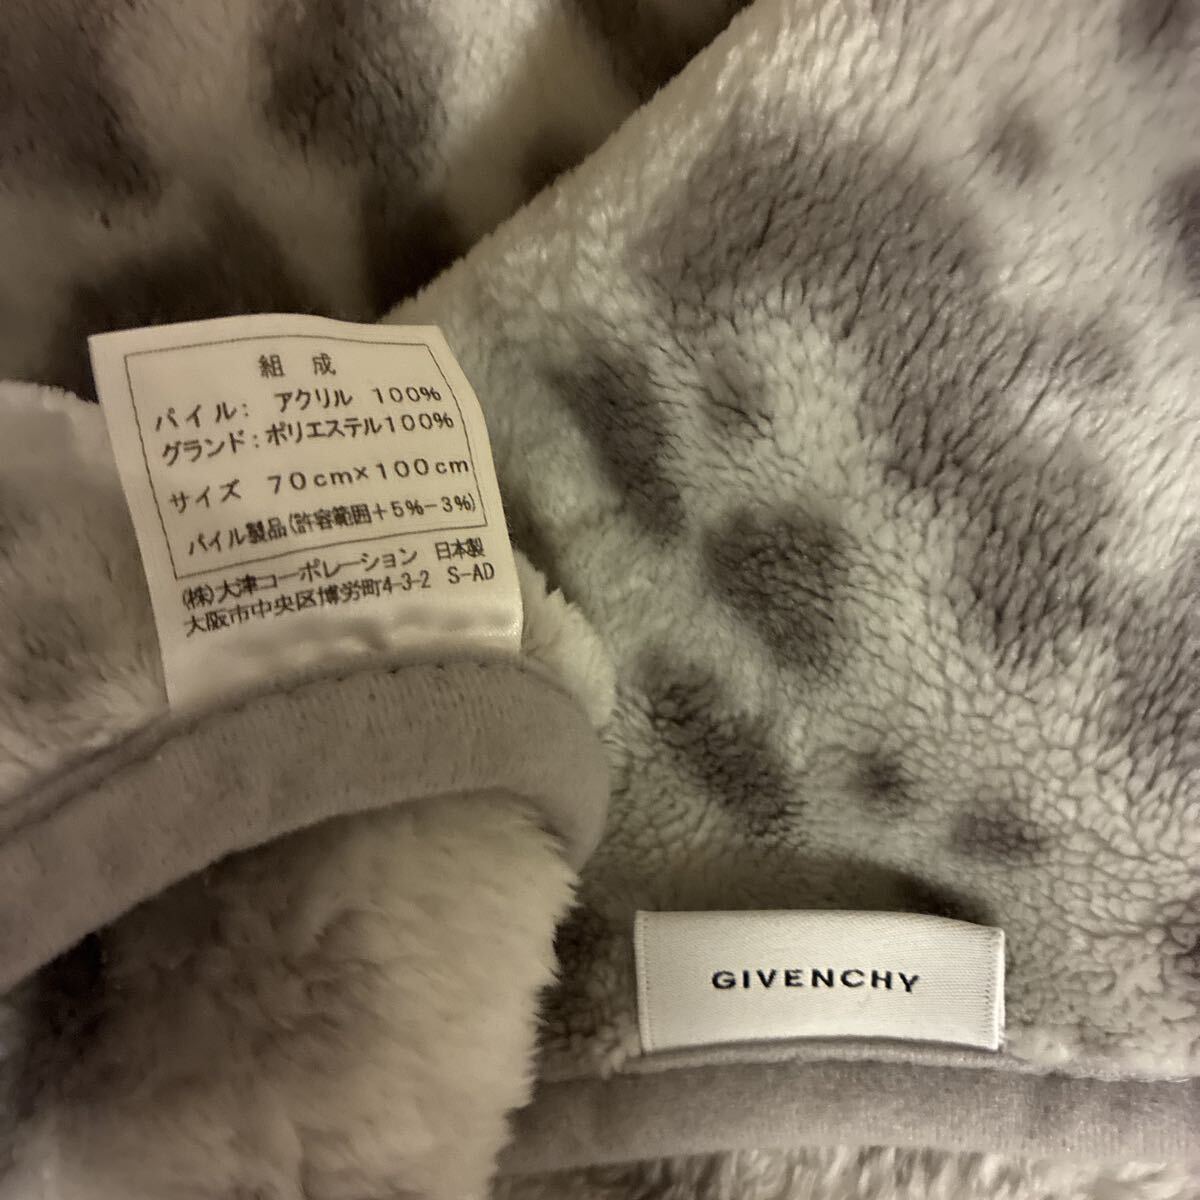 組成
パイル: アクリル 100%
グランド:ポリエステル100%
サイズ 70cm×100cm
パイル製品(許容範囲+5%-3%)
(株)大津コーポレーション 日本製
大阪市中央区博労町4-3-2 S-AD
GIVENCHY